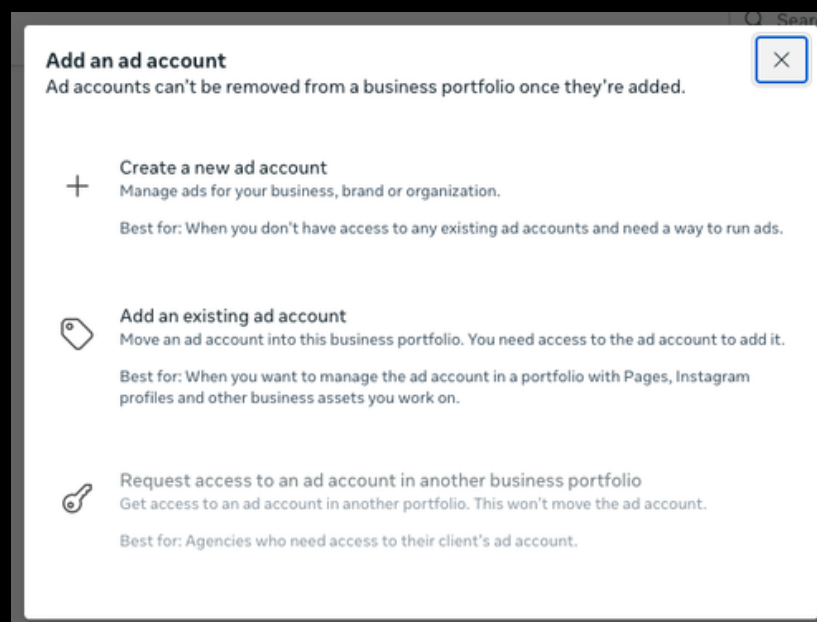 Sear
Add an ad account
Ad accounts can't be removed from a business portfolio once they're added.
Create a new ad account
Manage ads for your business, brand or organization.
Best for: When you don't have access to any existing ad accounts and need a way to run ads.
Add an existing ad account
Move an ad account into this business portfolio. You need access to the ad account to add it.
Best for: When you want to manage the ad account in a portfolio with Pages, Instagram
profiles and other business assets you work on.
Request access to an ad account in another business portfolio
Get access to an ad account in another portfolio. This won't move the ad account.
Best for: Agencies who need access to their client's ad account.